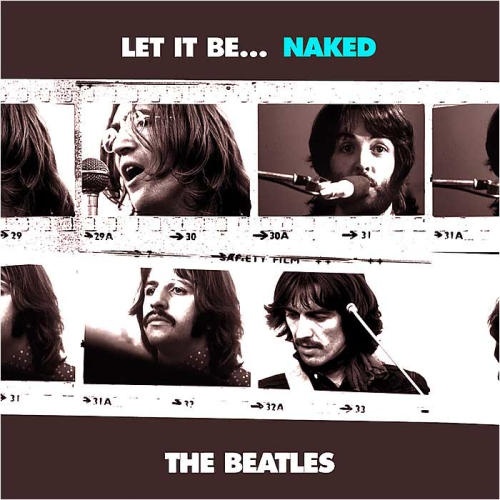 LET IT BE... NAKED
➔29 ➔29A ➔30 ➔30A ➔31 ➔31A
SAFETY FILM ++ ++
➔31 ➔31A ➔32 ➔32A ➔33
THE BEATLES